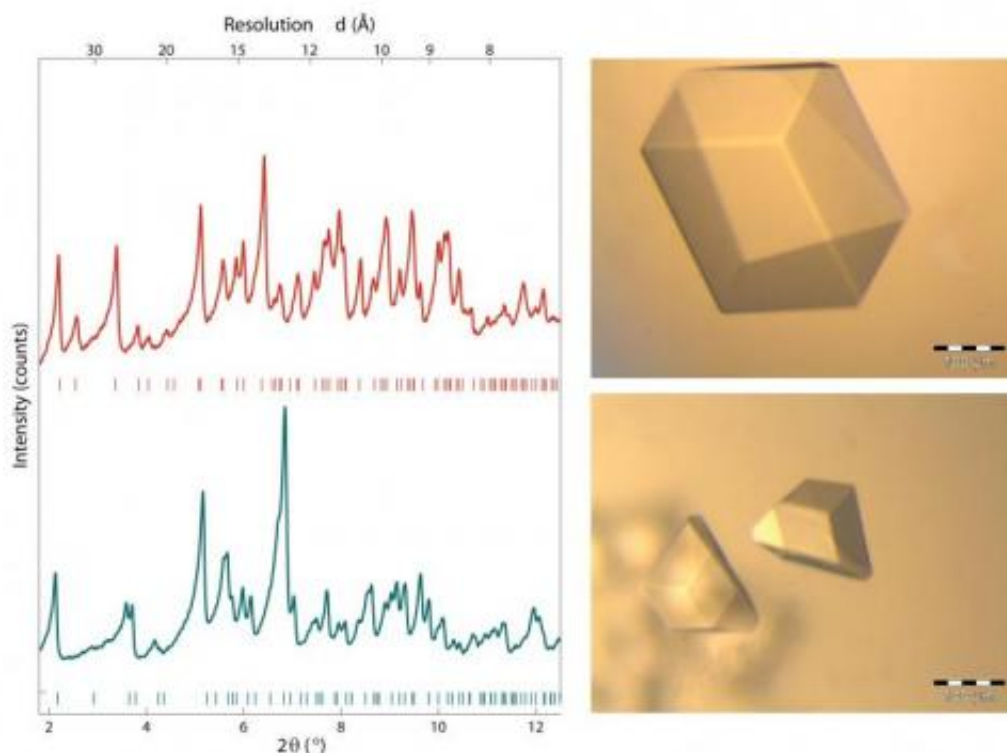 Resolution d (Å)
30 20 15 12 10 9 8
Intensity (counts)
2 4 6 8 10 12
2θ (°)